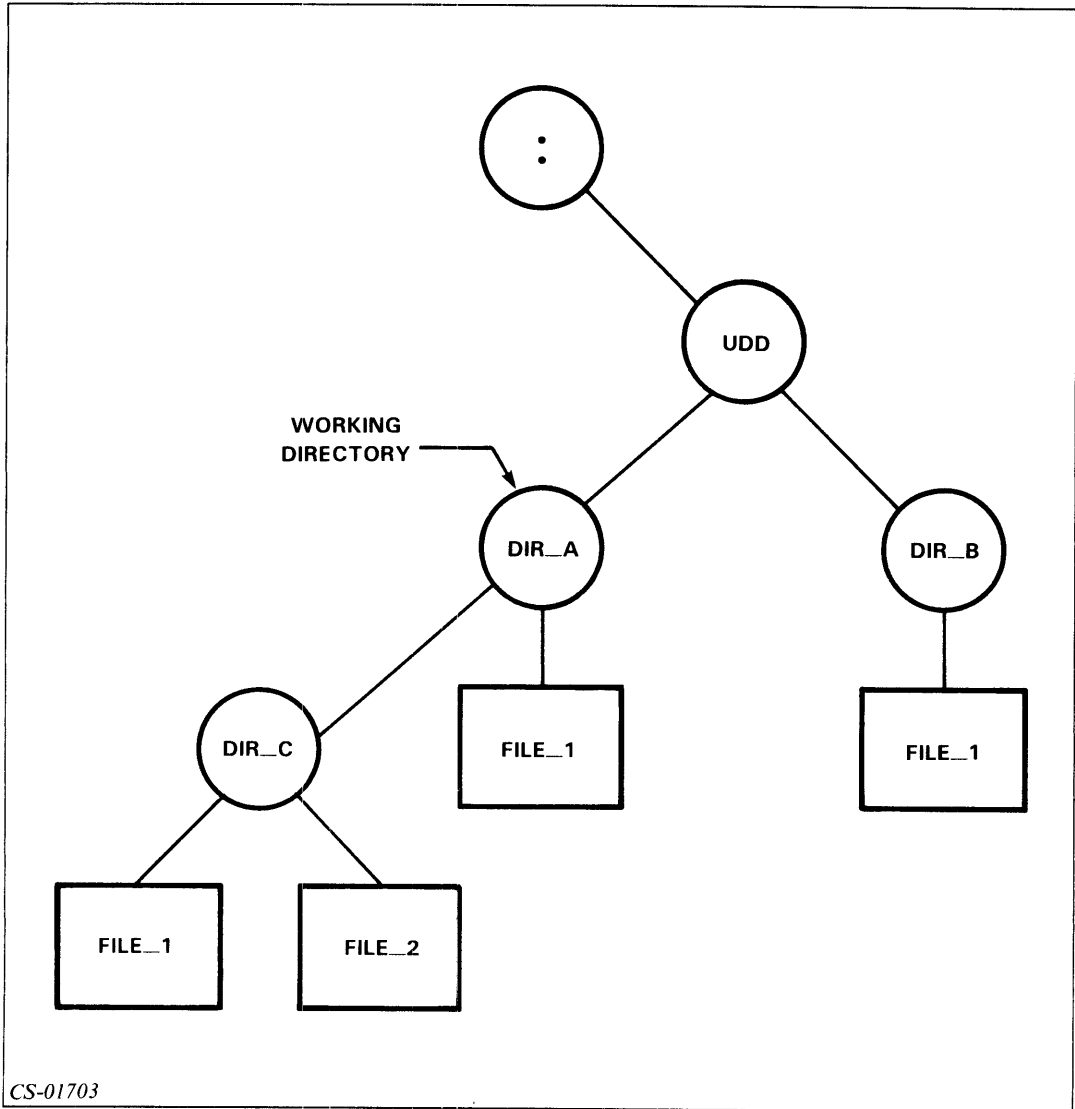 :
UDD
WORKING
DIRECTORY
DIR_A
DIR_B
DIR_C
FILE_1
FILE_1
FILE_1
FILE_2
CS-01703